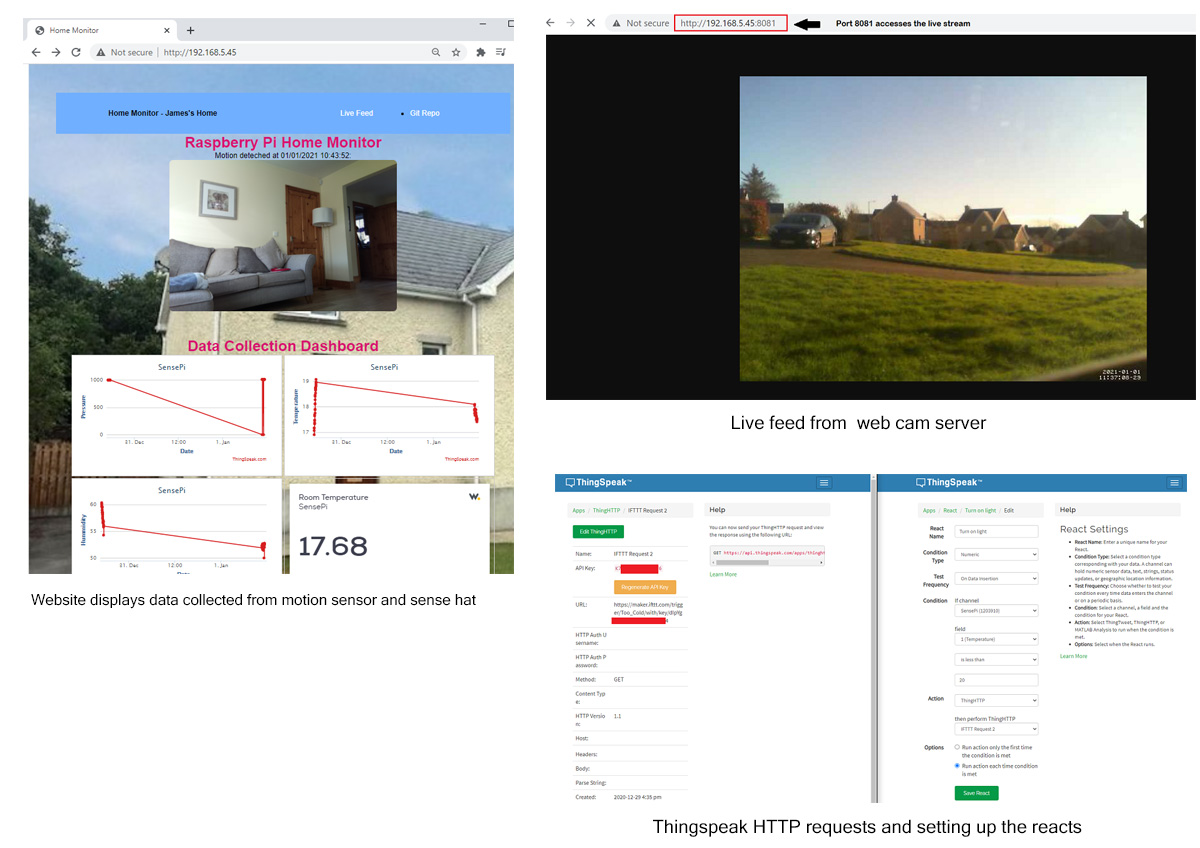 Home Monitor
Not secure | http://192.168.5.45
Home Monitor - James's Home
Live Feed
• Git Repo
Raspberry Pi Home Monitor
Motion deteched at 01/01/2021 10:43:52:
Data Collection Dashboard
SensePi
1000
500
0
Pressure
31. Dec
12:00
1. Jan
Date
ThingSpeak.com
SensePi
19
18
17
Temperature
31. Dec
12:00
1. Jan
Date
ThingSpeak.com
SensePi
60
55
50
Hummidity
31. Dec
12:00
1. Jan
Date
Room Temperature
SensePi
17.68
Website displays data collected from motion sensor and sense hat
Not secure
http://192.168.5.45:8081
Port 8081 accesses the live stream
2021-01-01
11:37:08-29
Live feed from web cam server
ThingSpeak™
Apps / ThingHTTP / IFTTT Request 2
Edit ThingHTTP
Name: IFTTT Request 2
API Key:
Regenerate API Key
URL: https://maker.ifttt.com/trigg
er/Too_Cold/with/key/dlpYg
HTTP Auth U
sername:
HTTP Auth P
assword:
Method: GET
Content Typ
e:
HTTP Versio 1.1
n:
Host:
Headers:
Body:
Parse String:
Created: 2020-12-29 4:35 pm
Help
You can now send your ThingHTTP request and view
the response using the following URL:
GET https://api.thingspeak.com/apps/thinght
Learn More
ThingSpeak™
Apps / React / Turn on light / Edit
React
Name
Turn on light
Condition
Type
Numeric
Test
Frequency
On Data Insertion
Condition
If channel
SensePi (1203910)
field
1 (Temperature)
is less than
20
Action
ThingHTTP
then perform ThingHTTP
IFTTT Request 2
Options
Run action only the first time
the condition is met
Run action each time condition
is met
Save React
Help
React Settings
• React Name: Enter a unique name for your
React.
• Condition Type: Select a condition type
corresponding with your data. A channel can
hold numeric sensor data, text, strings, status
updates, or geographic location information.
• Test Frequency: Choose whether to test your
condition every time data enters the channel
or on a periodic basis.
• Condition: Select a channel, a field and the
condition for your React.
• Action: Select ThingTweet, ThingHTTP, or
MATLAB Analysis to run when the condition is
met.
• Options: Select when the React runs.
Learn More
Thingspeak HTTP requests and setting up the reacts